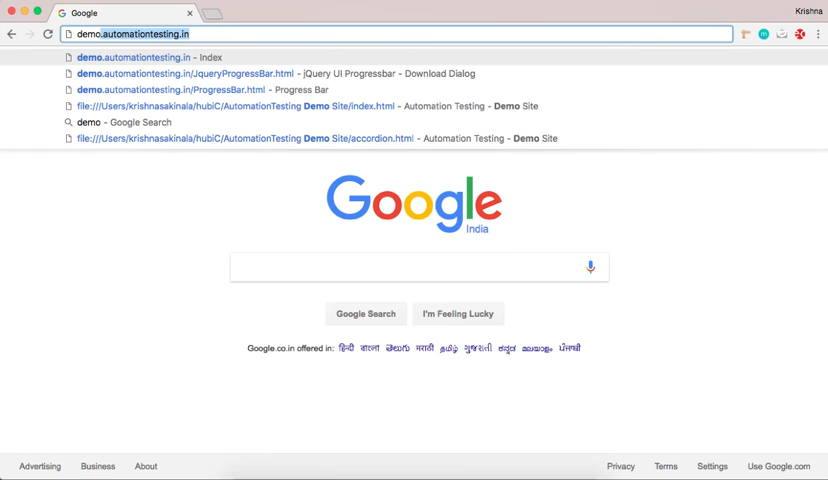 Google
Krishna
demo.automationtesting.in
demo.automationtesting.in - Index
demo.automationtesting.in/JqueryProgressBar.html - jQuery UI Progressbar - Download Dialog
demo.automationtesting.in/ProgressBar.html - Progress Bar
file:///Users/krishnasakinala/hubiC/AutomationTesting Demo Site/index.html - Automation Testing - Demo Site
demo - Google Search
file:///Users/krishnasakinala/hubiC/AutomationTesting Demo Site/accordion.html - Automation Testing - Demo Site
Google
India
Google Search I'm Feeling Lucky
Google.co.in offered in: हिन्दी বাংলা తెలుగు मराठी தமிழ் ગુજરાતી ಕನ್ನಡ മലയാളം ਪੰਜਾਬੀ
Advertising Business About Privacy Terms Settings Use Google.com